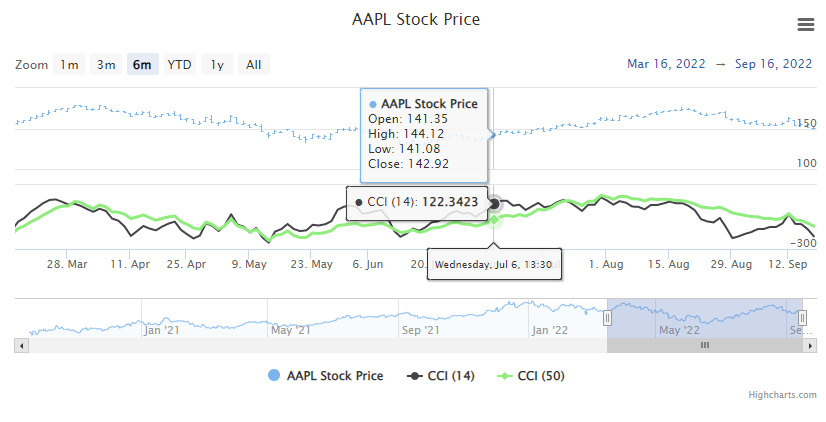 AAPL Stock Price
Zoom 1m 3m 6m YTD 1y All Mar 16, 2022 → Sep 16, 2022
AAPL Stock Price
Open: 141.35
High: 144.12
Low: 141.08
Close: 142.92
150
100
CCI (14): 122.3423
-300
28. Mar 11. Apr 25. Apr 9. May 23. May 6. Jun 20. 1. Aug 15. Aug 29. Aug 12. Sep
Wednesday, Jul 6, 13:30
Jan '21 May '21 Sep '21 Jan '22 May '22 Se...
AAPL Stock Price CCI (14) CCI (50)
Highcharts.com